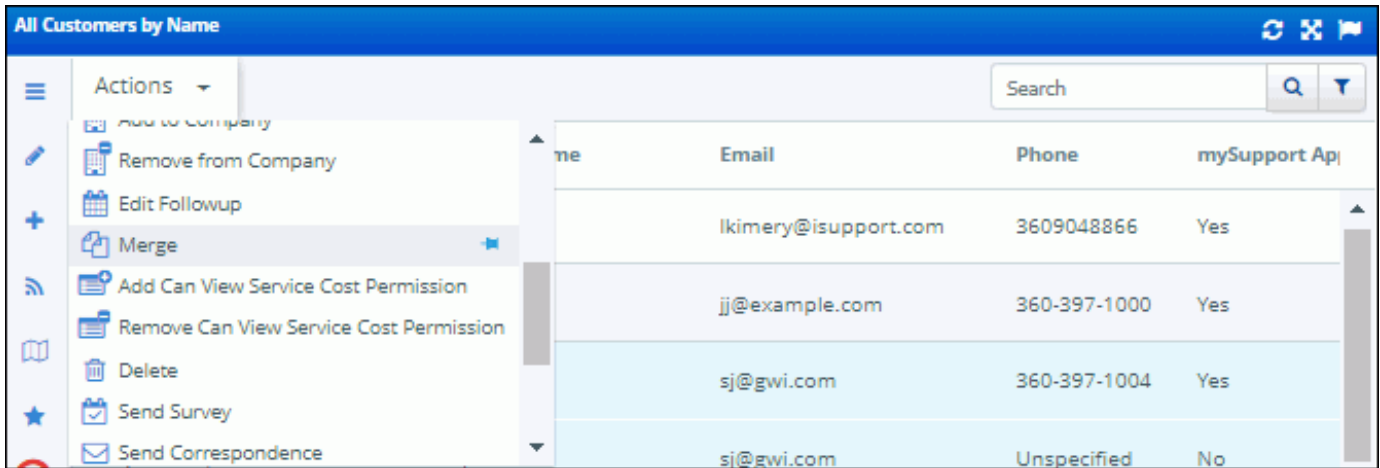 All Customers by Name
Actions
Search
Add to Company
Remove from Company
Edit Followup
Merge
Add Can View Service Cost Permission
Remove Can View Service Cost Permission
Delete
Send Survey
Send Correspondence
me Email Phone mySupport App
lkimery@isupport.com 3609048866 Yes
jj@example.com 360-397-1000 Yes
sj@gwi.com 360-397-1004 Yes
sj@gwi.com Unspecified No